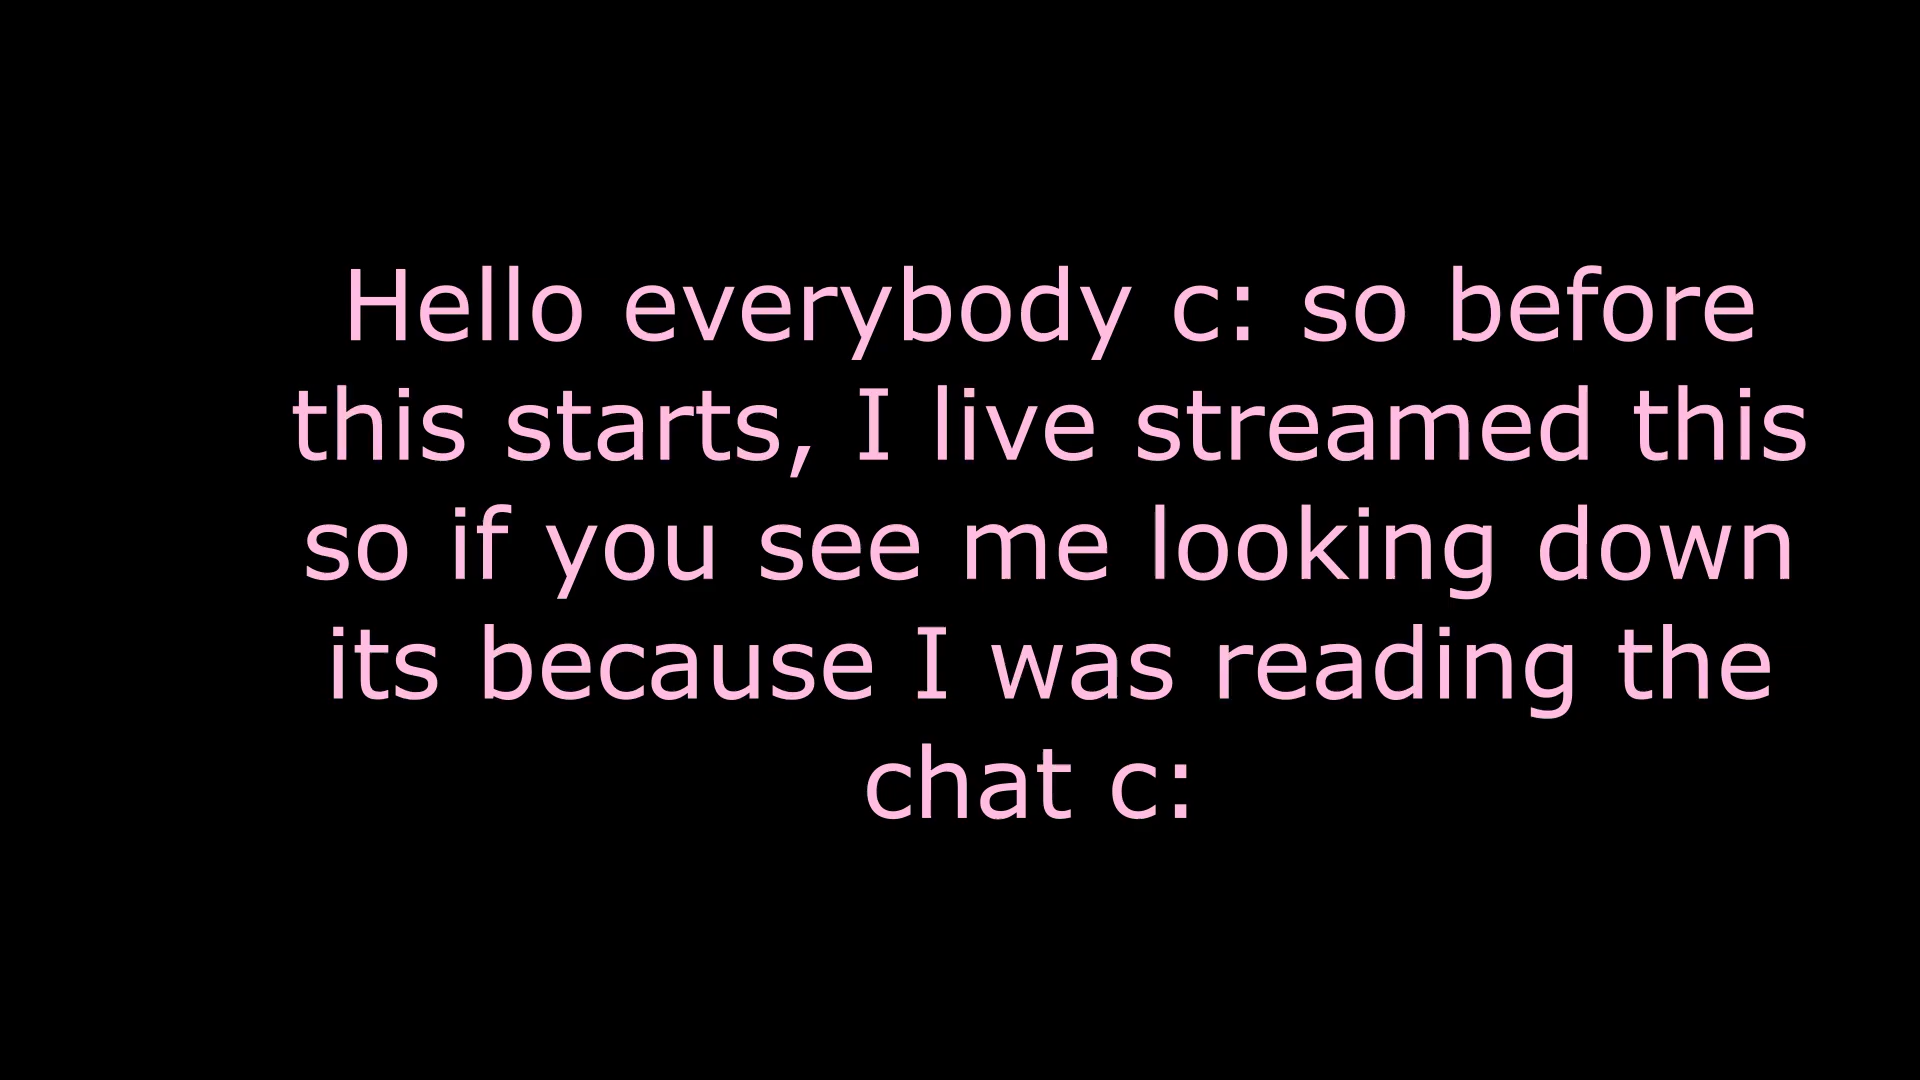 Hello everybody c: so before
this starts, I live streamed this
so if you see me looking down
its because I was reading the
chat c: